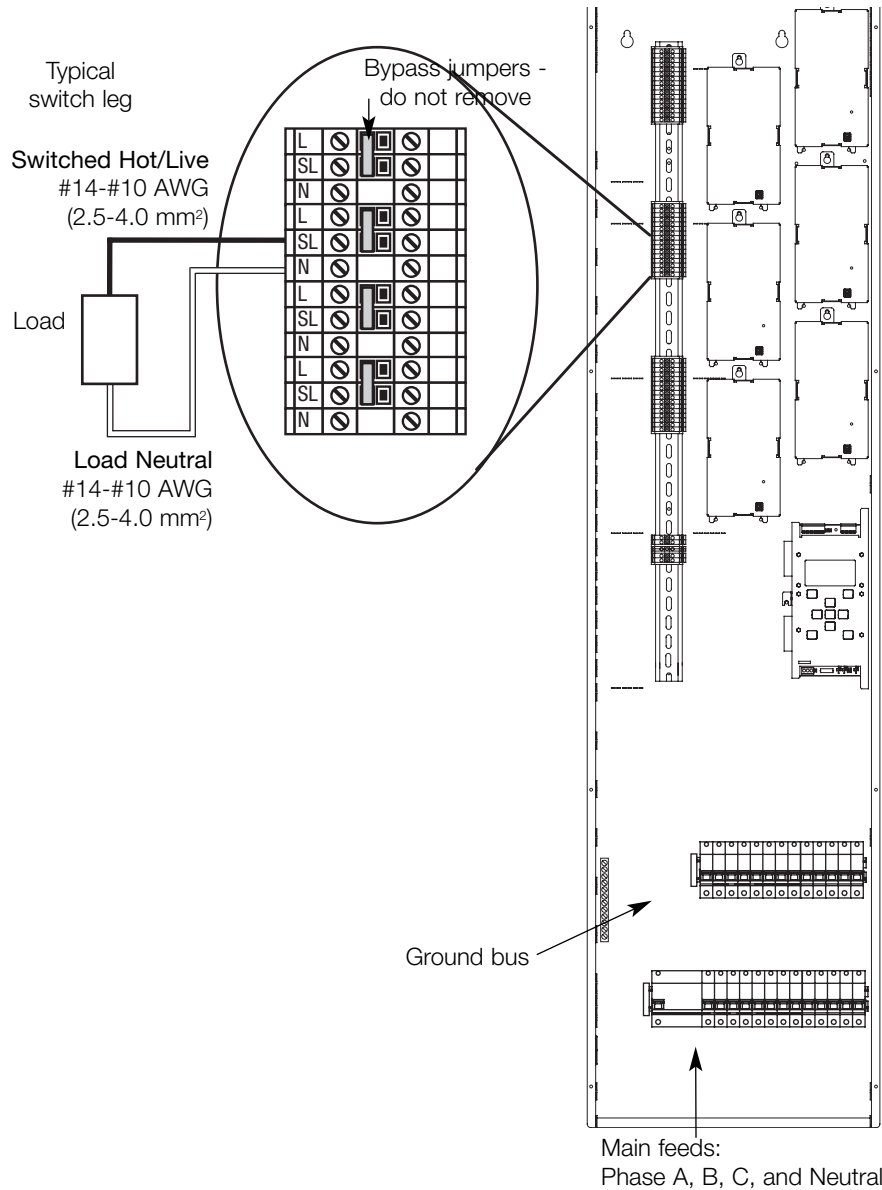 Typical
switch leg
Bypass jumpers -
do not remove
Switched Hot/Live
#14-#10 AWG
(2.5-4.0 mm²)
Load
Load Neutral
#14-#10 AWG
(2.5-4.0 mm²)
L
SL
N
L
SL
N
L
SL
N
L
SL
N
Ground bus
Main feeds:
Phase A, B, C, and Neutral